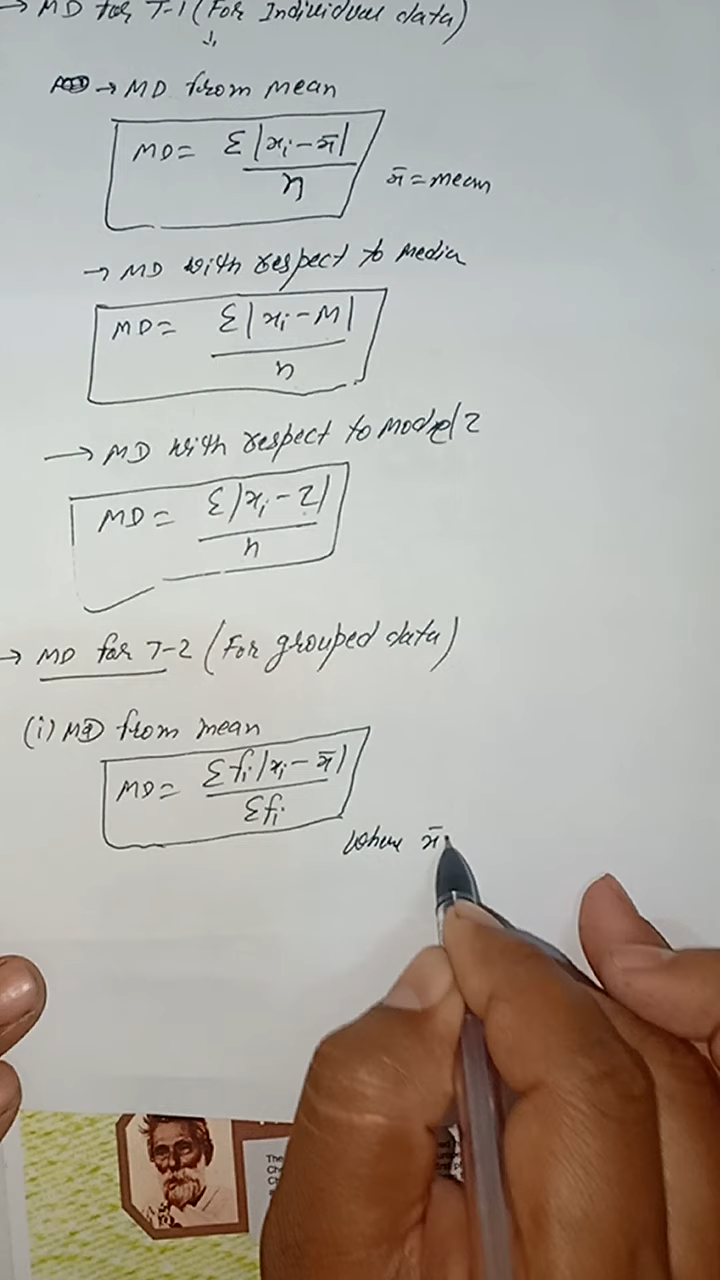 → MD for T-1 (For Individual data)
→ MD from mean
MD = Σ|xi-x̄|
n
x̄ = mean
→ MD with respect to media
MD = Σ|xi-M|
n
→ MD with respect to mode/Z
MD = Σ|xi-Z|
n
→ MD for T-2 (For grouped data)
(i) MD from mean
MD = Σfi|xi-x̄|
Σfi
where x̄
The
Ch